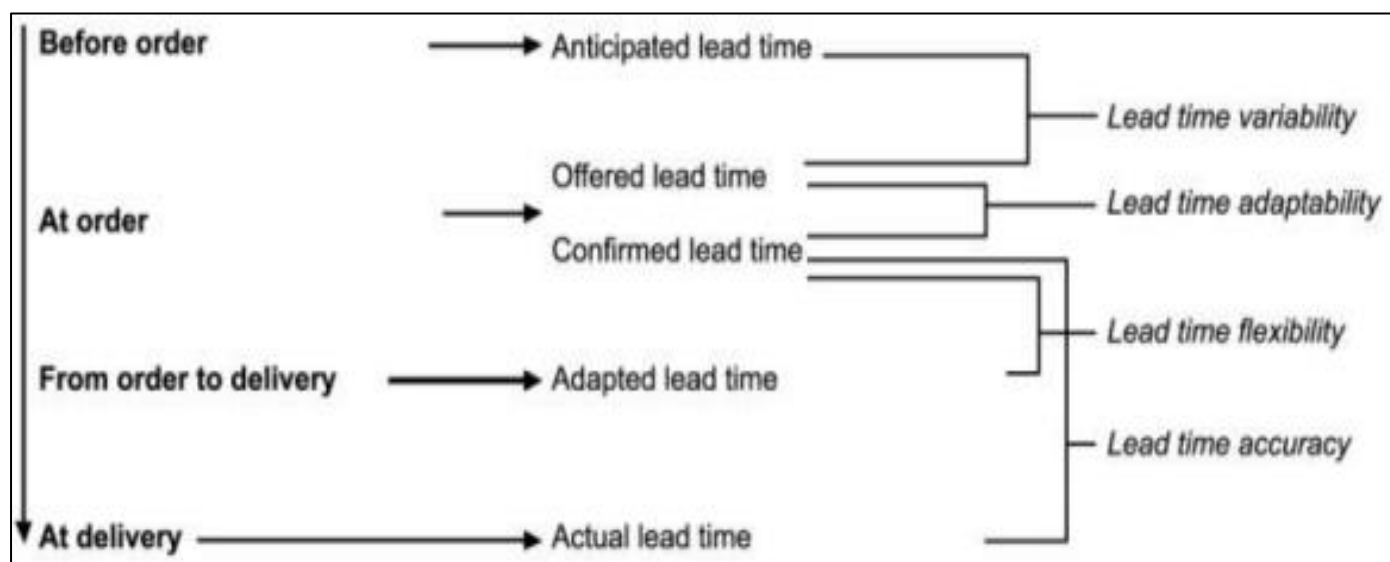 Before order
Anticipated lead time
Lead time variability
Offered lead time
Lead time adaptability
At order
Confirmed lead time
Lead time flexibility
From order to delivery
Adapted lead time
Lead time accuracy
At delivery
Actual lead time